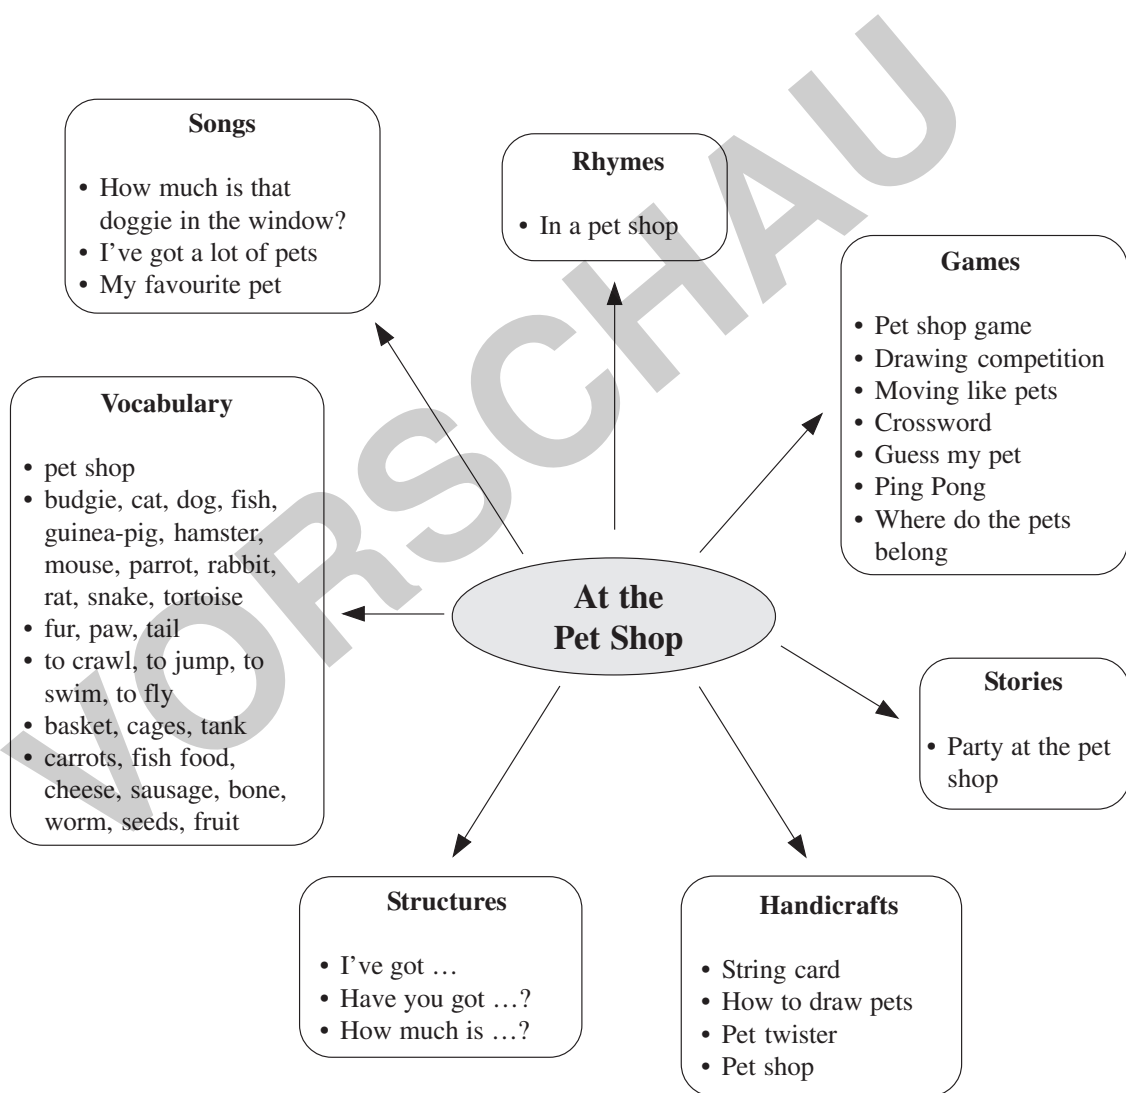 Songs
• How much is that
doggie in the window?
• I've got a lot of pets
• My favourite pet
Rhymes
• In a pet shop
Games
• Pet shop game
• Drawing competition
• Moving like pets
• Crossword
• Guess my pet
• Ping Pong
• Where do the pets
belong
Vocabulary
• pet shop
• budgie, cat, dog, fish,
guinea-pig, hamster,
mouse, parrot, rabbit,
rat, snake, tortoise
• fur, paw, tail
• to crawl, to jump, to
swim, to fly
• basket, cages, tank
• carrots, fish food,
cheese, sausage, bone,
worm, seeds, fruit
At the
Pet Shop
Stories
• Party at the pet
shop
Structures
• I've got …
• Have you got …?
• How much is …?
Handicrafts
• String card
• How to draw pets
• Pet twister
• Pet shop
VORSCHAU